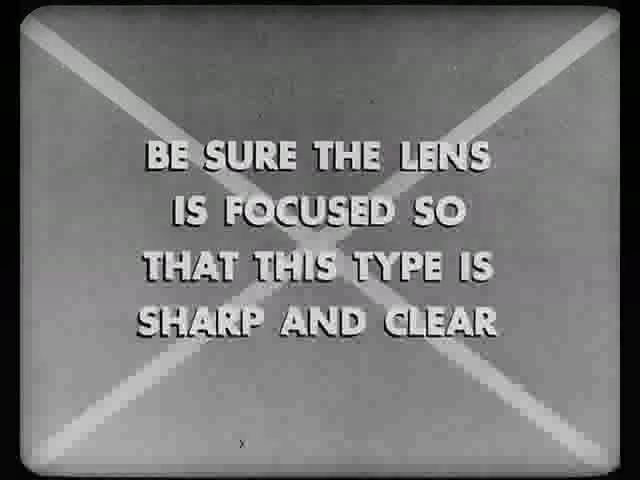 BE SURE THE LENS
IS FOCUSED SO
THAT THIS TYPE IS
SHARP AND CLEAR